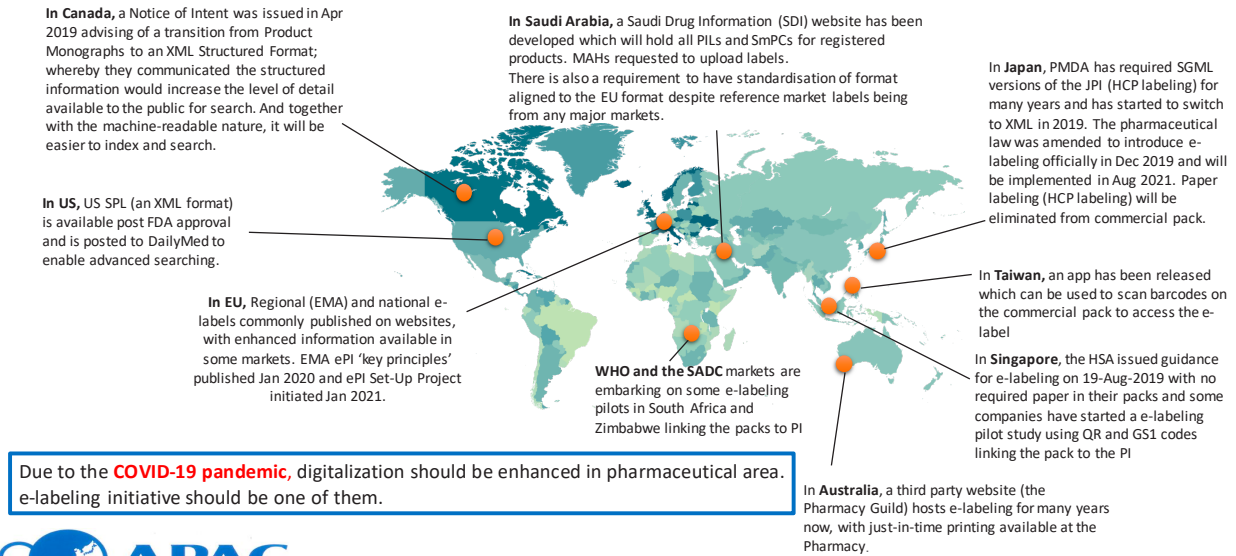 In Canada, a Notice of Intent was issued in Apr
2019 advising of a transition from Product
Monographs to an XML Structured Format;
whereby they communicated the structured
information would increase the level of detail
available to the public for search. And together
with the machine-readable nature, it will be
easier to index and search.
In Saudi Arabia, a Saudi Drug Information (SDI) website has been
developed which will hold all PILs and SmPCs for registered
products. MAHs requested to upload labels.
There is also a requirement to have standardisation of format
aligned to the EU format despite reference market labels being
from any major markets.
In Japan, PMDA has required SGML
versions of the JPI (HCP labeling) for
many years and has started to switch
to XML in 2019. The pharmaceutical
law was amended to introduce e-
labeling officially in Dec 2019 and will
be implemented in Aug 2021. Paper
labeling (HCP labeling) will be
eliminated from commercial pack.
In US, US SPL (an XML format)
is available post FDA approval
and is posted to DailyMed to
enable advanced searching.
In EU, Regional (EMA) and national e-
labels commonly published on websites,
with enhanced information available in
some markets. EMA ePI 'key principles'
published Jan 2020 and ePI Set-Up Project
initiated Jan 2021.
WHO and the SADC markets are
embarking on some e-labeling
pilots in South Africa and
Zimbabwe linking the packs to PI
In Taiwan, an app has been released
which can be used to scan barcodes on
the commercial pack to access the e-
label
In Singapore, the HSA issued guidance
for e-labeling on 19-Aug-2019 with no
required paper in their packs and some
companies have started a e-labeling
pilot study using QR and GS1 codes
linking the pack to the PI
In Australia, a third party website (the
Pharmacy Guild) hosts e-labeling for many years
now, with just-in-time printing available at the
Pharmacy.
Due to the COVID-19 pandemic, digitalization should be enhanced in pharmaceutical area.
e-labeling initiative should be one of them.
APAC